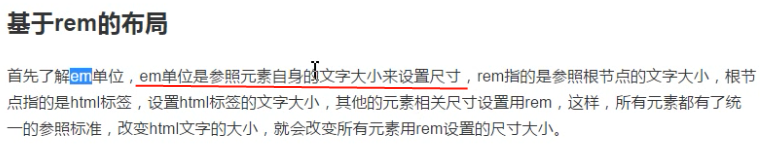 基于rem的布局
首先了解em单位，em单位是参照元素自身的文字大小来设置尺寸，rem指的是参照根节点的文字大小，根节
点指的是html标签，设置html标签的文字大小，其他的元素相关尺寸设置用rem，这样，所有元素都有了统
一的参照标准，改变html文字的大小，就会改变所有元素用rem设置的尺寸大小。